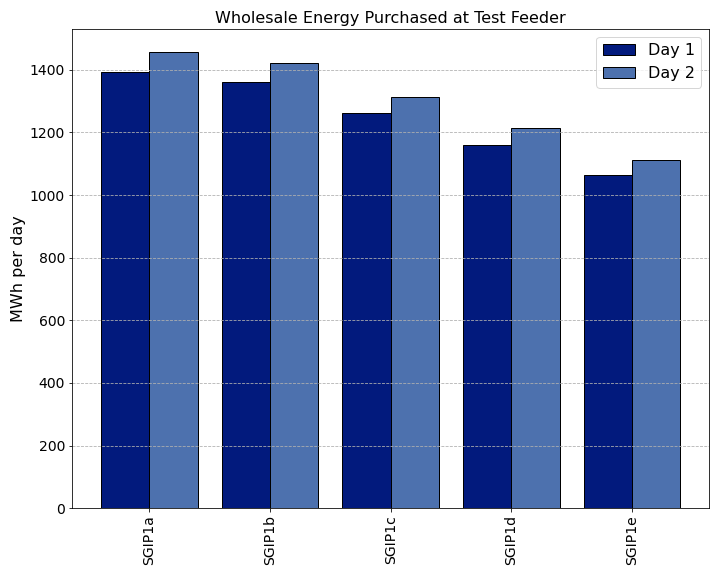 Wholesale Energy Purchased at Test Feeder
Day 1
Day 2
MWh per day
1400
1200
1000
800
600
400
200
0
SGIP1a
SGIP1b
SGIP1c
SGIP1d
SGIP1e